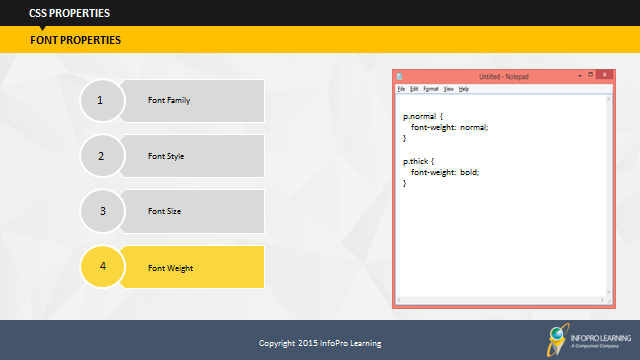 CSS PROPERTIES
FONT PROPERTIES
1 Font Family
2 Font Style
3 Font Size
4 Font Weight
Untitled - Notepad
File Edit Format View Help
p.normal {
font-weight: normal;
}
p.thick {
font-weight: bold;
}
Copyright 2015 InfoPro Learning
INFOPRO LEARNING
A Compunnel Company